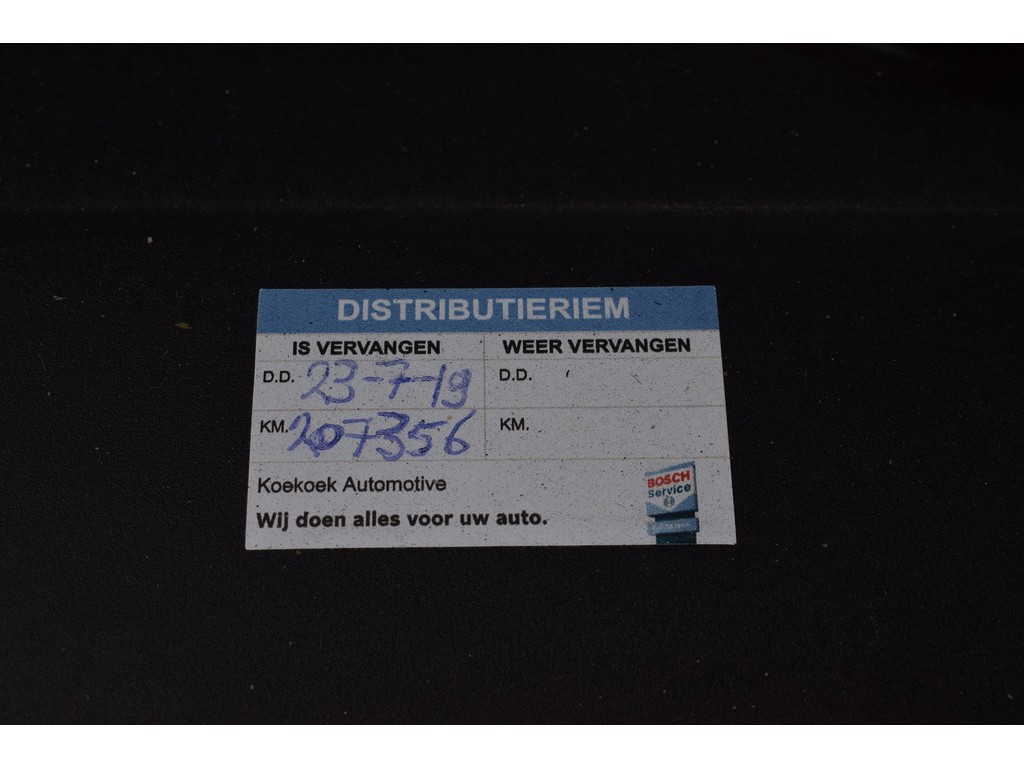 DISTRIBUTIERIEM
IS VERVANGEN WEER VERVANGEN
D.D. 23-7-19 D.D.
KM. 207356 KM.
Koekoek Automotive
Wij doen alles voor uw auto.
BOSCH
Service